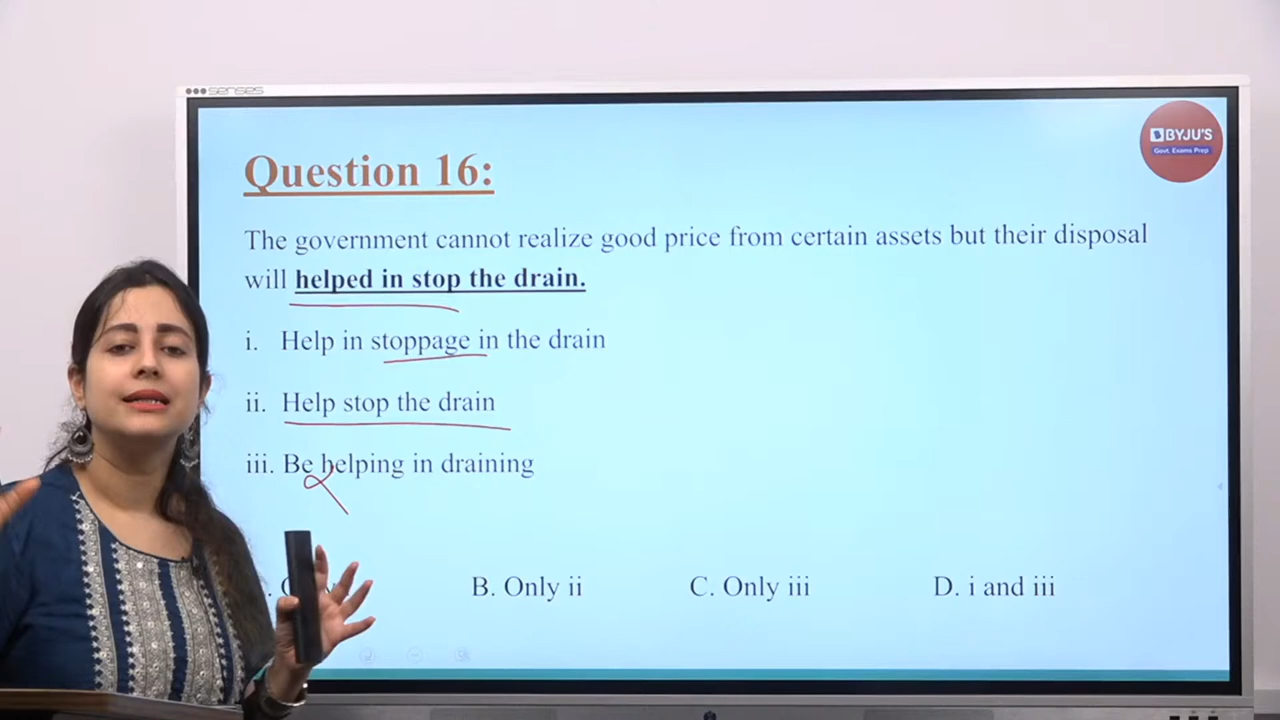 senses
BYJU'S
Govt. Exams Prep
Question 16:
The government cannot realize good price from certain assets but their disposal
will helped in stop the drain.
i. Help in stoppage in the drain
ii. Help stop the drain
iii. Be helping in draining
B. Only ii
C. Only iii
D. i and iii